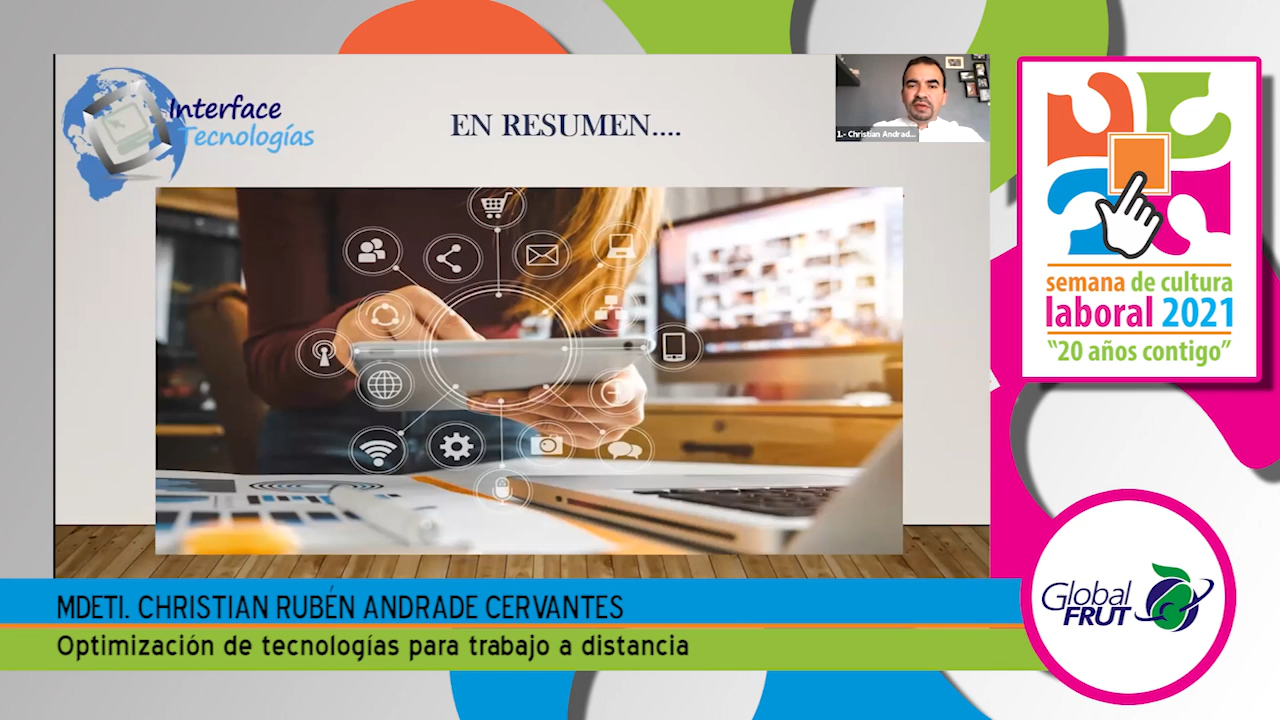 Interface
Tecnologías
EN RESUMEN....
1.- Christian Andrad...
semana de cultura
laboral 2021
“20 años contigo”
Global
FRUT
MDETI. CHRISTIAN RUBÉN ANDRADE CERVANTES
Optimización de tecnologías para trabajo a distancia